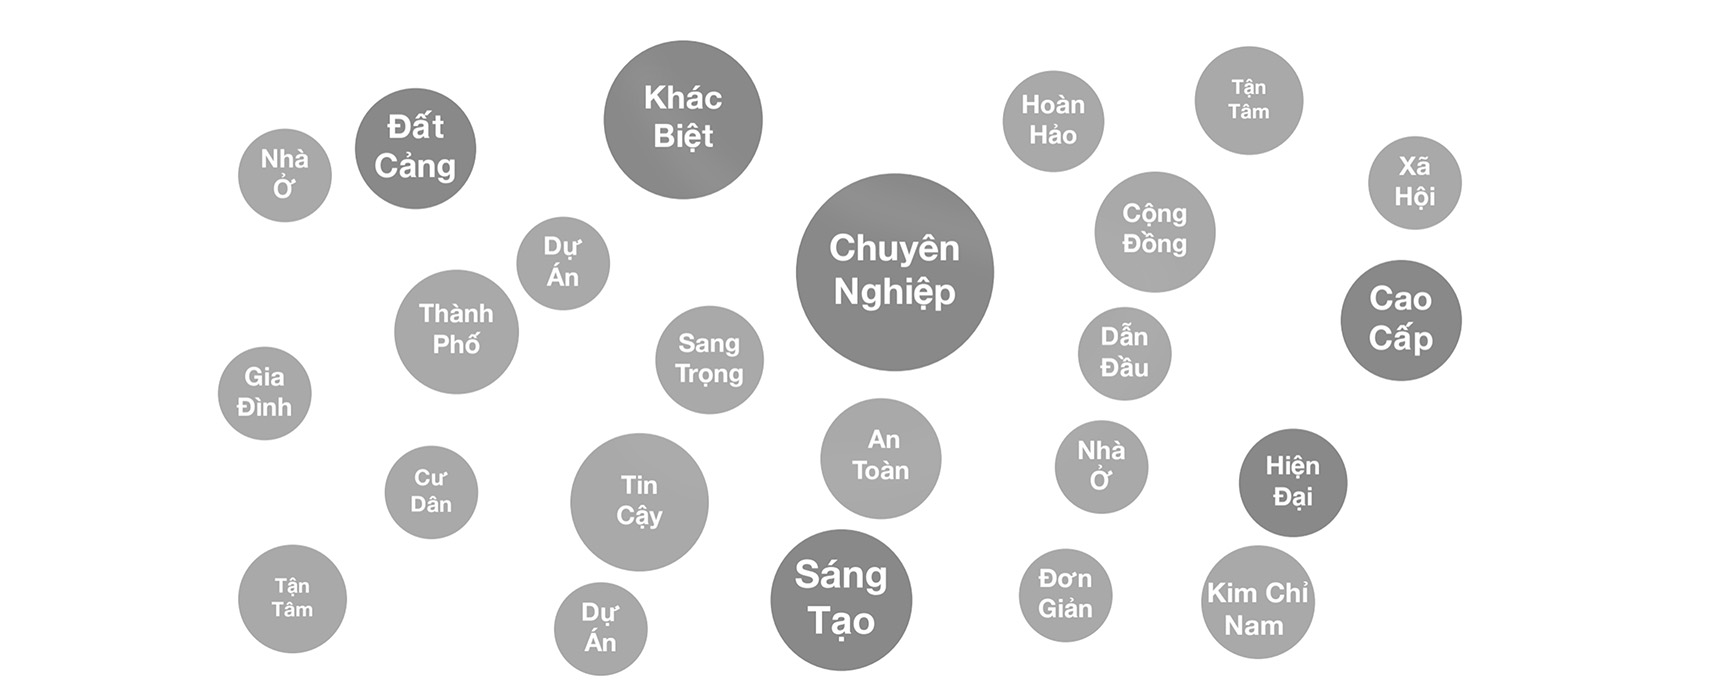 Khác
Biệt
Hoàn
Hảo
Tận
Tâm
Đất
Cảng
Nhà
Ở
Xã
Hội
Cộng
Đồng
Chuyên
Nghiệp
Dự
Án
Thành
Phố
Cao
Cấp
Sang
Trọng
Dẫn
Đầu
Gia
Đình
An
Toàn
Nhà
Ở
Hiện
Đại
Cư
Dân
Tin
Cậy
Sáng
Tạo
Đơn
Giản
Kim Chỉ
Nam
Tận
Tâm
Dự
Án